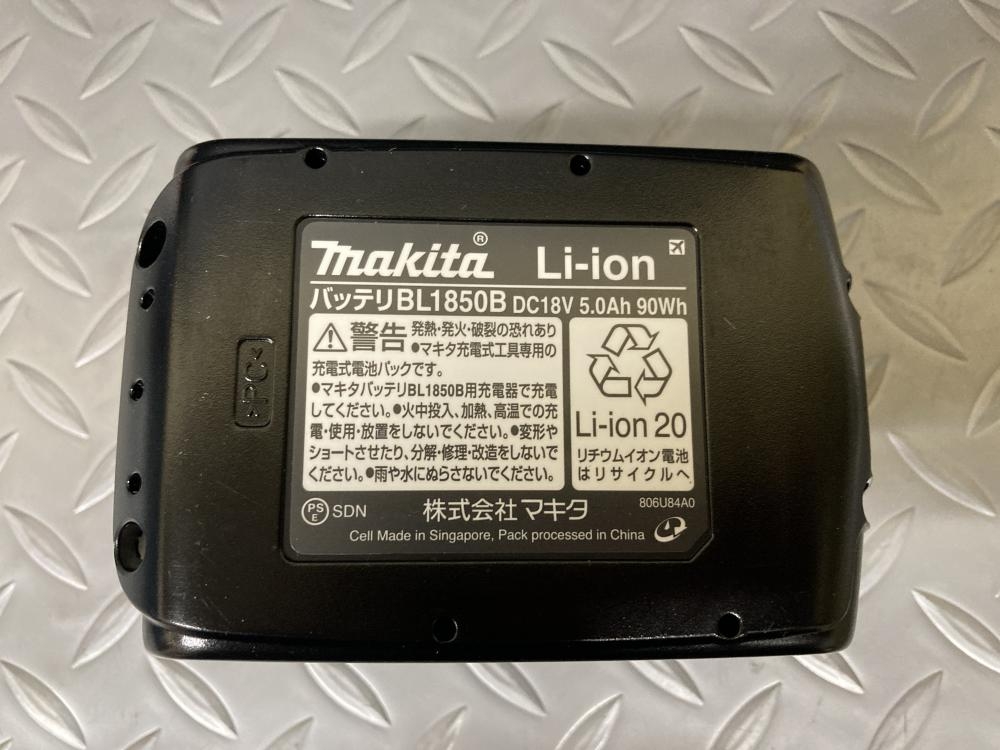 makita® Li-ion
バッテリBL1850B DC18V 5.0Ah 90Wh
警告 発熱・発火・破裂の恐れあり
●マキタ充電式工具専用の
充電式電池パックです。
●マキタバッテリBL1850B用充電器で充電
してください。●火中投入、加熱、高温での充
電・使用・放置をしないでください。●変形や
ショートさせたり、分解・修理・改造をしないで
ください。●雨や水にぬらさないでください。
Li-ion 20
リチウムイオン電池
はリサイクルへ
PSE SDN 株式会社マキタ 806U84A0
Cell Made in Singapore, Pack processed in China
>PC<